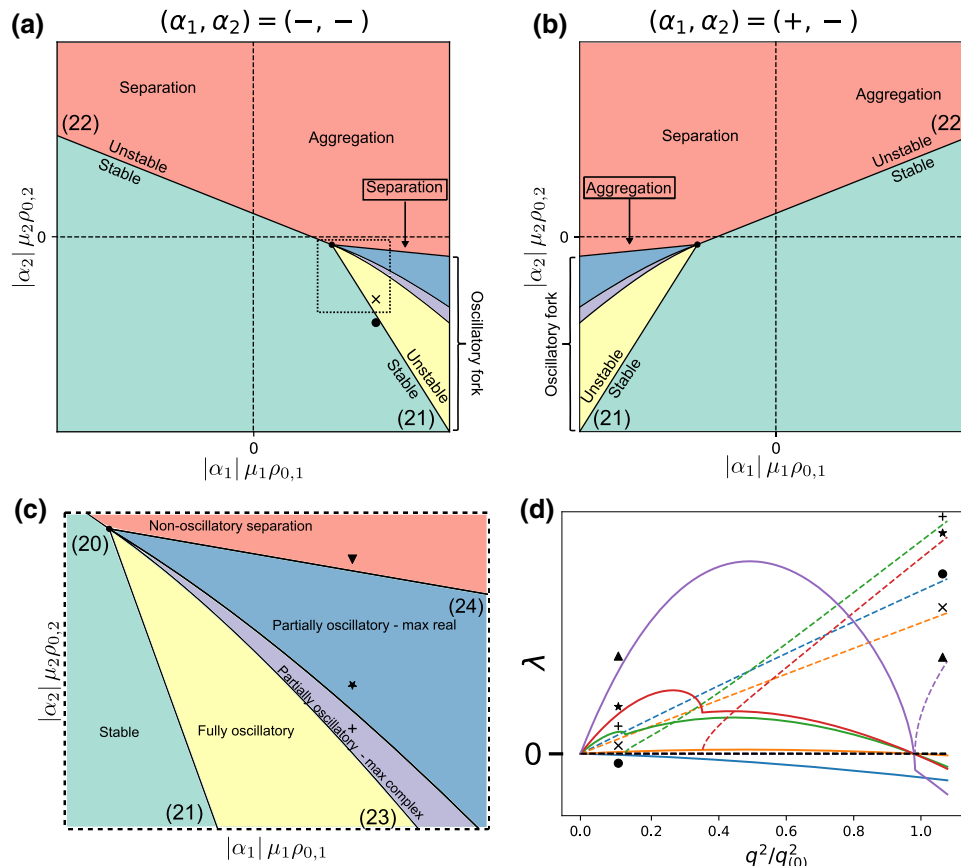 (a)
(α₁, α₂) = (−, −)
Separation
(22)
Aggregation
Unstable
Stable
Separation
0
|α₂| μ₂ρ₀,₂
Oscillatory fork
Unstable
Stable
(21)
0
|α₁| μ₁ρ₀,₁
(b)
(α₁, α₂) = (+, −)
Aggregation
Separation
(22
Unstable
Stable
Aggregation
0
|α₂| μ₂ρ₀,₂
Oscillatory fork
Unstable
Stable
(21)
0
|α₁| μ₁ρ₀,₁
(c)
Non-oscillatory separation
(20)
(24)
Partially oscillatory - max real
Partially oscillatory - max complex
Stable
Fully oscillatory
(21)
(23)
|α₂| μ₂ρ₀,₂
|α₁| μ₁ρ₀,₁
(d)
λ
0
0.0 0.2 0.4 0.6 0.8 1.0
q²/q²₍₀₎